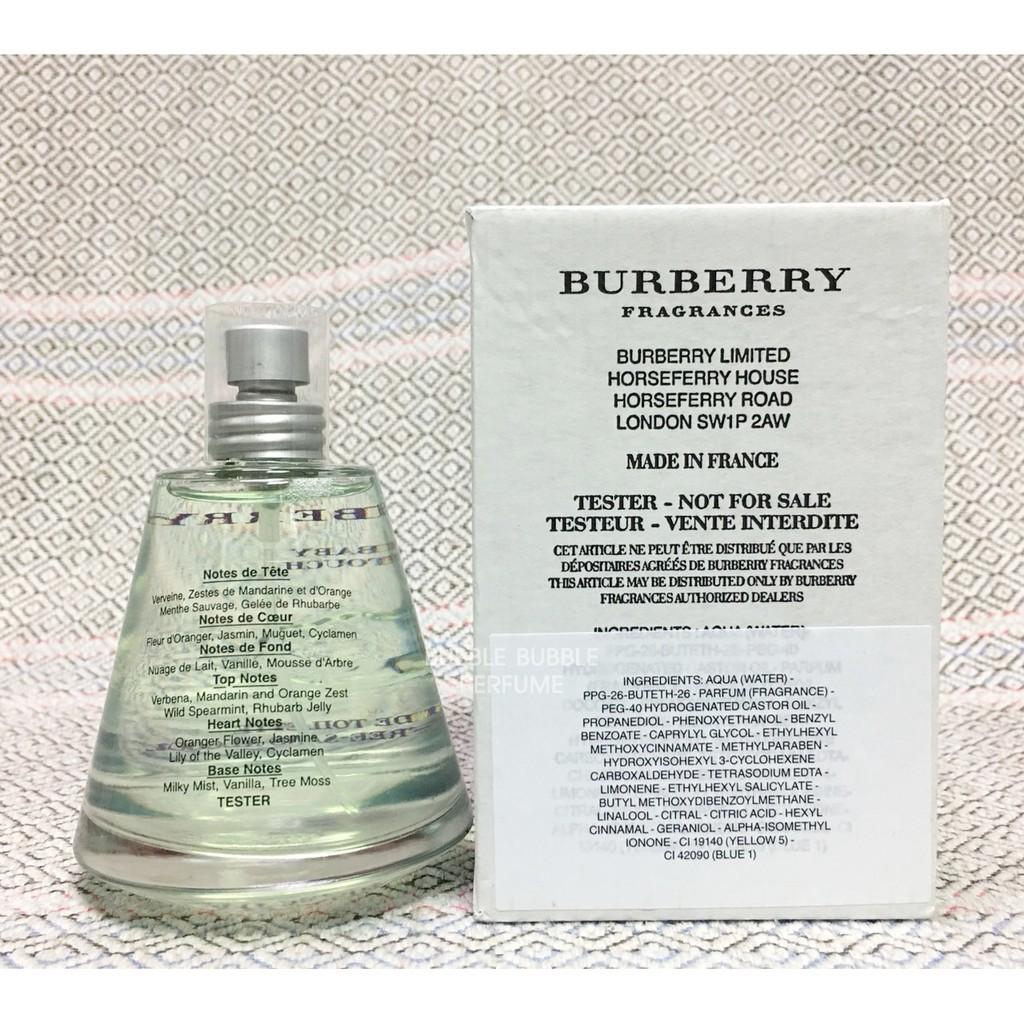 BURBERRY
FRAGRANCES
BURBERRY LIMITED
HORSEFERRY HOUSE
HORSEFERRY ROAD
LONDON SW1P 2AW
MADE IN FRANCE
TESTER - NOT FOR SALE
TESTEUR - VENTE INTERDITE
CET ARTICLE NE PEUT ÊTRE DISTRIBUÉ QUE PAR LES
DÉPOSITAIRES AGRÉÉS DE BURBERRY FRAGRANCES
THIS ARTICLE MAY BE DISTRIBUTED ONLY BY BURBERRY
FRAGRANCES AUTHORIZED DEALERS
INGREDIENTS: AQUA (WATER)-
INGREDIENTS: AQUA (WATER) -
PPG-26-BUTETH-26 - PARFUM (FRAGRANCE) -
PEG-40 HYDROGENATED CASTOR OIL -
PROPANEDIOL - PHENOXYETHANOL - BENZYL
BENZOATE - CAPRYLYL GLYCOL - ETHYLHEXYL
METHOXYCINNAMATE - METHYLPARABEN -
HYDROXYISOHEXYL 3-CYCLOHEXENE
CARBOXALDEHYDE - TETRASODIUM EDTA -
LIMONENE - ETHYLHEXYL SALICYLATE -
BUTYL METHOXYDIBENZOYLMETHANE -
LINALOOL - CITRAL - CITRIC ACID - HEXYL
CINNAMAL - GERANIOL - ALPHA-ISOMETHYL
IONONE - CI 19140 (YELLOW 5) -
CI 42090 (BLUE 1)
BABY
TOUCH
Notes de Tête
Verveine, Zestes de Mandarine et d'Orange
Menthe Sauvage, Gelée de Rhubarbe
Notes de Cœur
Fleur d'Oranger, Jasmin, Muguet, Cyclamen
Notes de Fond
Nuage de Lait, Vanille, Mousse d'Arbre
Top Notes
Verbena, Mandarin and Orange Zest
Wild Spearmint, Rhubarb Jelly
Heart Notes
Oranger Flower, Jasmine
Lily of the Valley, Cyclamen
Base Notes
Milky Mist, Vanilla, Tree Moss
TESTER
BUBBLE
PERFUME